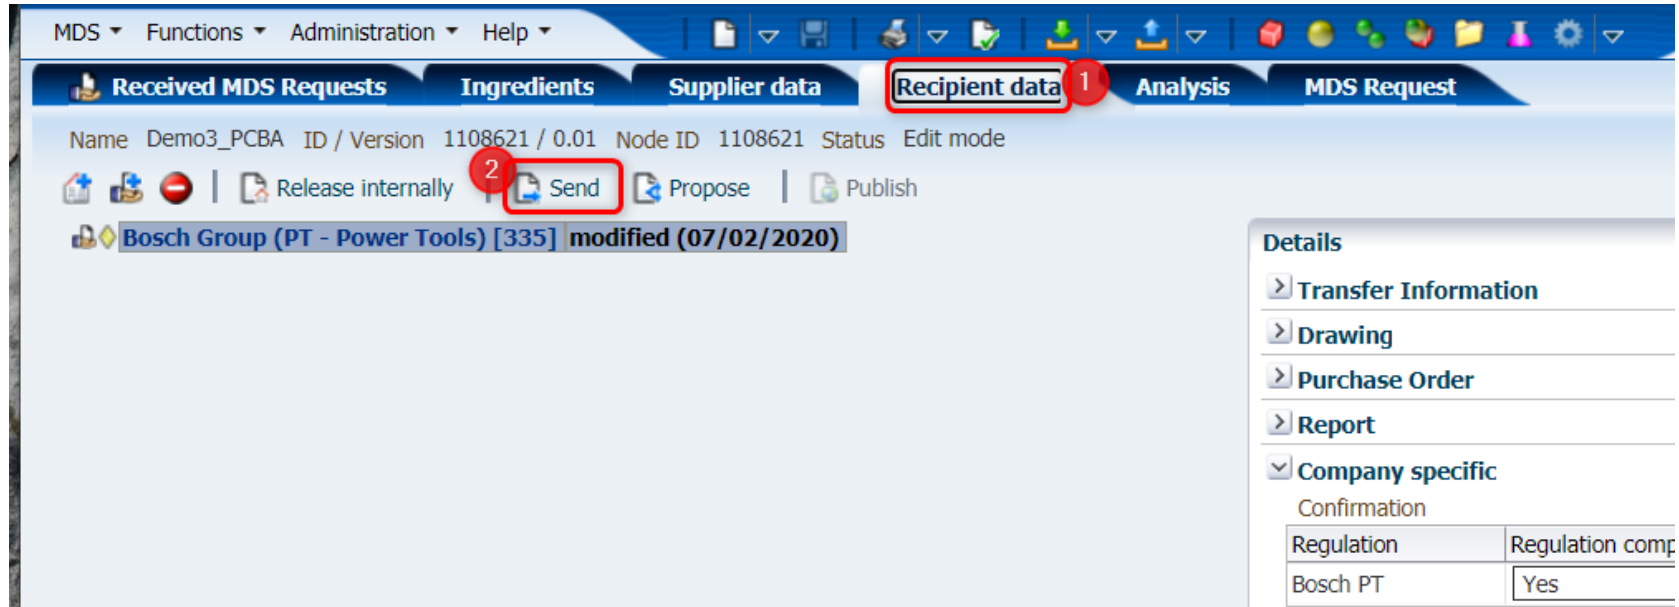 MDS Functions Administration Help
Received MDS Requests Ingredients Supplier data Recipient data 1 Analysis MDS Request
Name Demo3_PCBA ID / Version 1108621 / 0.01 Node ID 1108621 Status Edit mode
Release internally 2 Send Propose Publish
Bosch Group (PT - Power Tools) [335] modified (07/02/2020)
Details
Transfer Information
Drawing
Purchase Order
Report
Company specific
Confirmation
Regulation Regulation comp
Bosch PT Yes